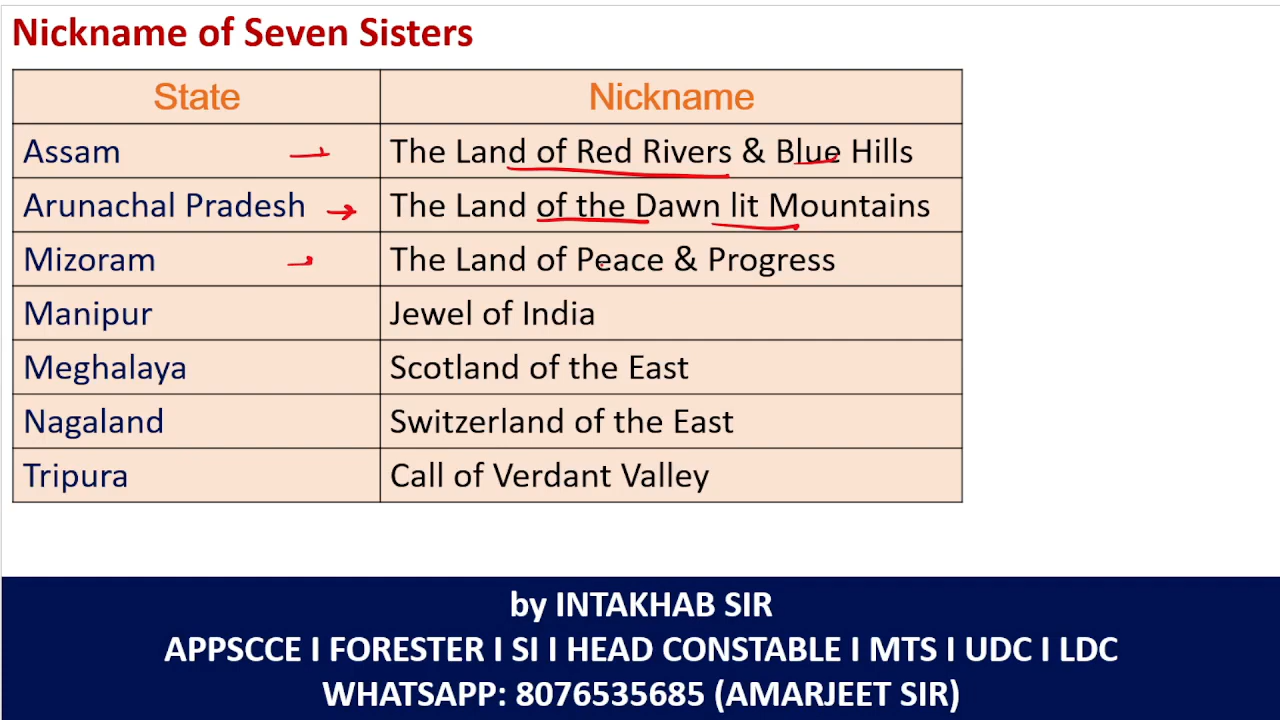 Nickname of Seven Sisters
State Nickname
Assam The Land of Red Rivers & Blue Hills
Arunachal Pradesh The Land of the Dawn lit Mountains
Mizoram The Land of Peace & Progress
Manipur Jewel of India
Meghalaya Scotland of the East
Nagaland Switzerland of the East
Tripura Call of Verdant Valley
by INTAKHAB SIR
APPSCCE I FORESTER I SI I HEAD CONSTABLE I MTS I UDC I LDC
WHATSAPP: 8076535685 (AMARJEET SIR)